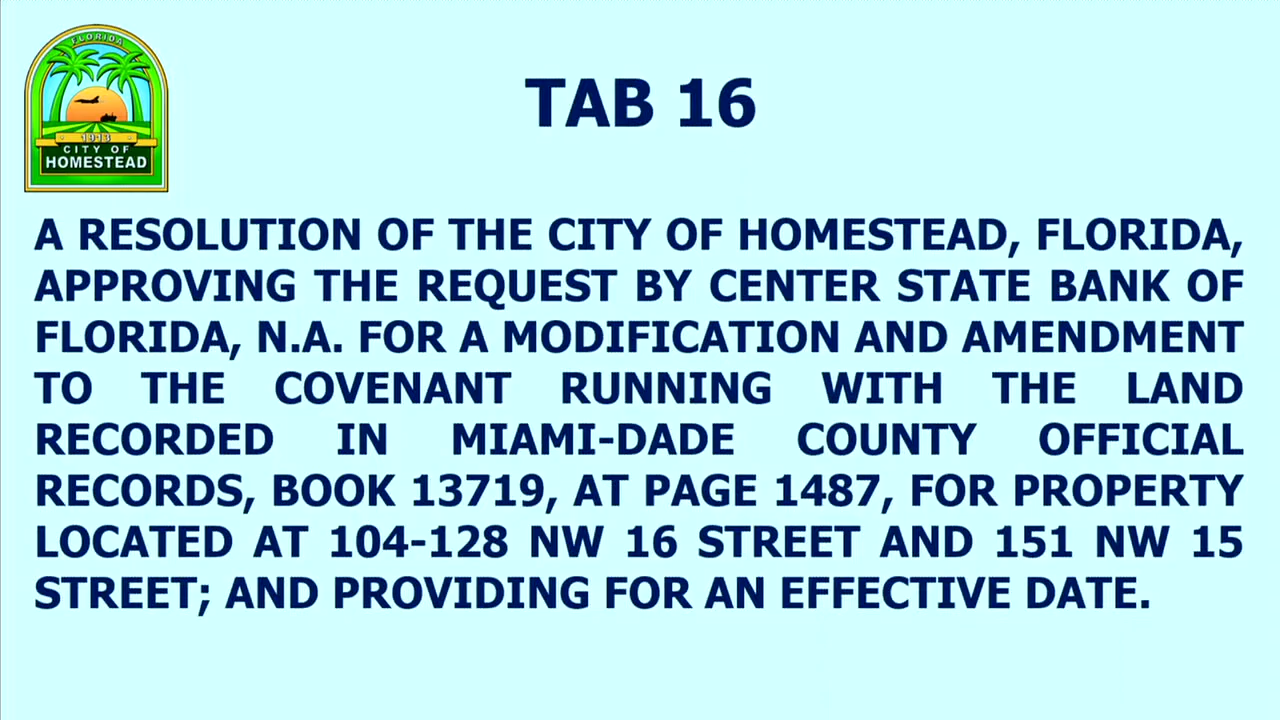 FLORIDA
1913
CITY OF
HOMESTEAD
TAB 16
A RESOLUTION OF THE CITY OF HOMESTEAD, FLORIDA,
APPROVING THE REQUEST BY CENTER STATE BANK OF
FLORIDA, N.A. FOR A MODIFICATION AND AMENDMENT
TO THE COVENANT RUNNING WITH THE LAND
RECORDED IN MIAMI-DADE COUNTY OFFICIAL
RECORDS, BOOK 13719, AT PAGE 1487, FOR PROPERTY
LOCATED AT 104-128 NW 16 STREET AND 151 NW 15
STREET; AND PROVIDING FOR AN EFFECTIVE DATE.